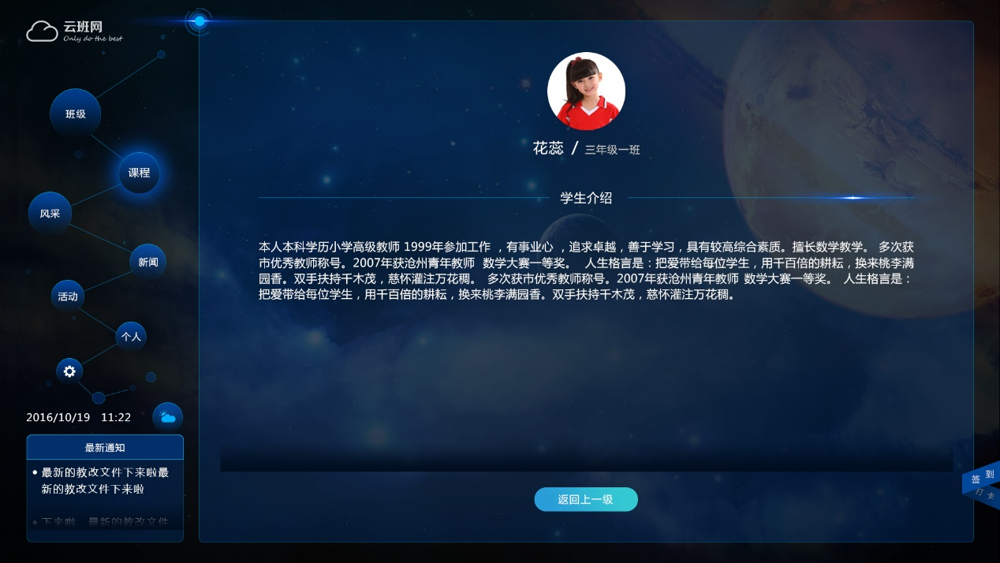 云班网
Only do the best
班级
课程
风采
新闻
活动
个人
2016/10/19 11:22
最新通知
最新的教改文件下来啦最
新的教改文件下来啦
下来啦，最新的教改文件
花蕊 / 三年级一班
学生介绍
本人本科学历小学高级教师 1999年参加工作 ，有事业心 ，追求卓越，善于学习，具有较高综合素质。擅长数学教学。 多次获
市优秀教师称号。2007年获沧州青年教师 数学大赛一等奖。 人生格言是：把爱带给每位学生，用千百倍的耕耘，换来桃李满
园香。双手扶持千木茂，慈怀灌注万花稠。 多次获市优秀教师称号。2007年获沧州青年教师 数学大赛一等奖。 人生格言是：
把爱带给每位学生，用千百倍的耕耘，换来桃李满园香。双手扶持千木茂，慈怀灌注万花稠。
返回上一级
签到
打卡